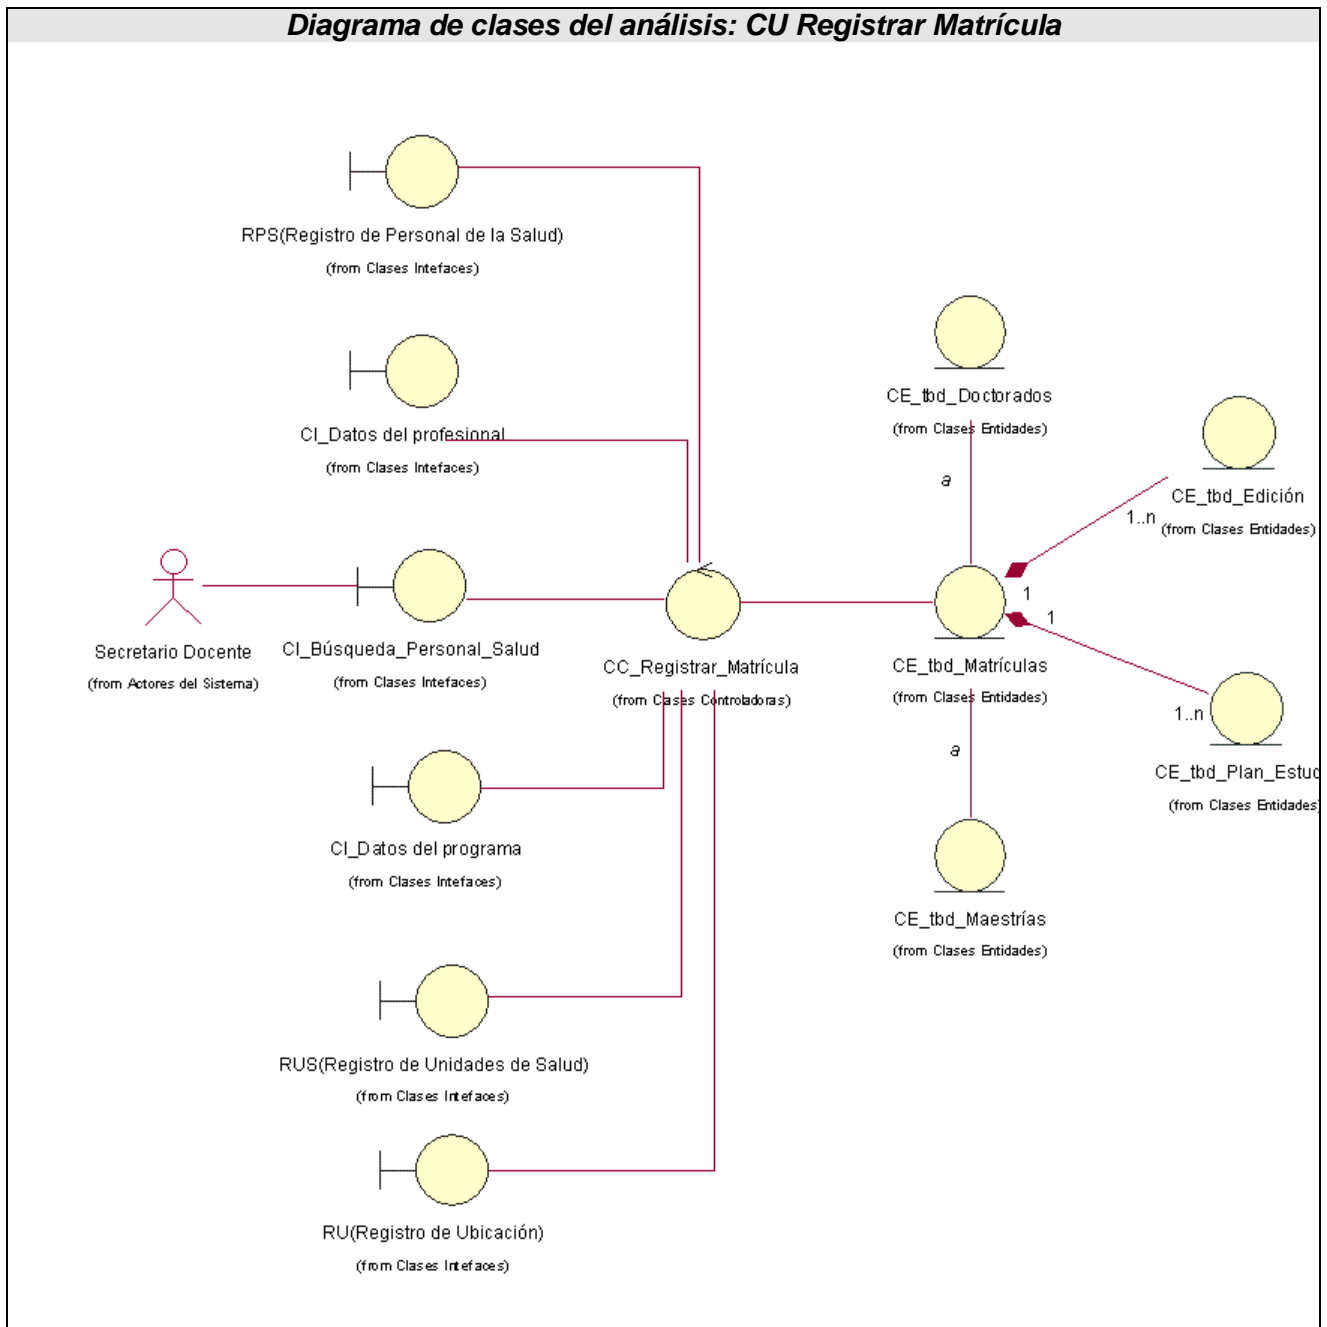 Diagrama de clases del análisis: CU Registrar Matrícula
RPS(Registro de Personal de la Salud)
(from Clases Intefaces)
CI_Datos del profesional
(from Clases Intefaces)
Secretario Docente
(from Actores del Sistema)
CI_Búsqueda_Personal_Salud
(from Clases Intefaces)
CC_Registrar_Matrícula
(from Clases Controladoras)
CI_Datos del programa
(from Clases Intefaces)
RUS(Registro de Unidades de Salud)
(from Clases Intefaces)
RU(Registro de Ubicación)
(from Clases Intefaces)
CE_tbd_Doctorados
(from Clases Entidades)
a
CE_tbd_Edición
(from Clases Entidades)
1..n
1
1
CE_tbd_Matrículas
(from Clases Entidades)
1..n
CE_tbd_Plan_Estud
(from Clases Entidades)
a
CE_tbd_Maestrías
(from Clases Entidades)